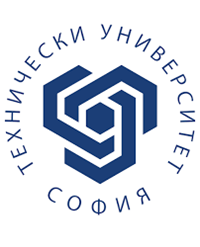 ТЕХНИЧЕСКИ УНИВЕРСИТЕТ
СОФИЯ